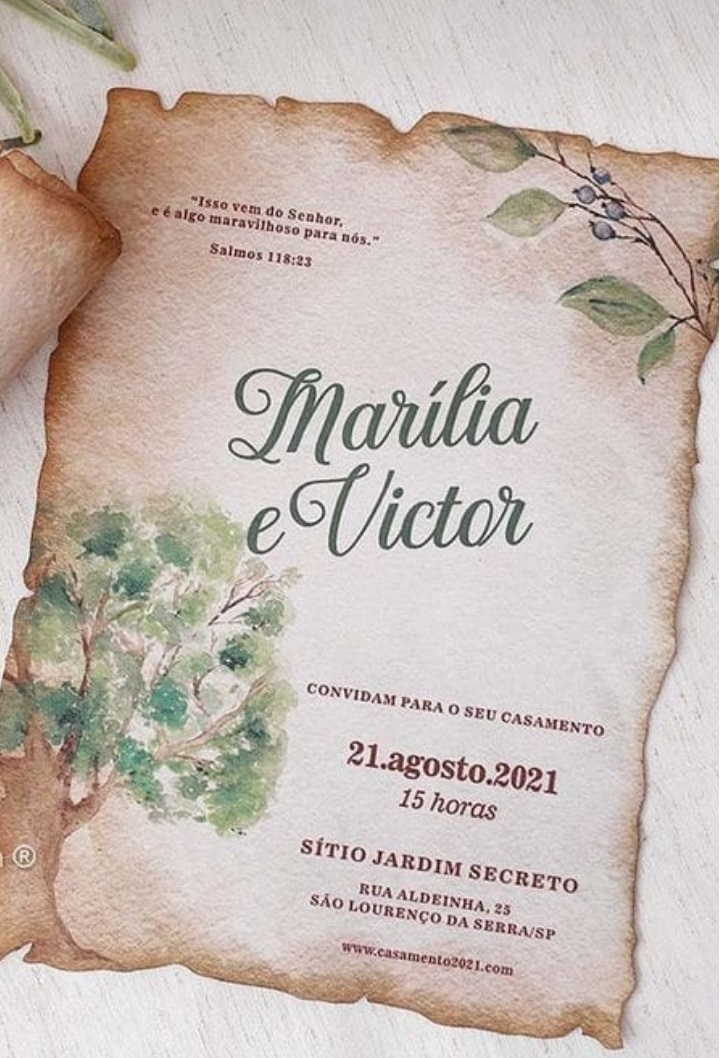 "Isso vem do Senhor,
e é algo maravilhoso para nós."
Salmos 118:23
Marília
e Victor
CONVIDAM PARA O SEU CASAMENTO
21.agosto.2021
15 horas
SÍTIO JARDIM SECRETO
RUA ALDEINHA, 25
SÃO LOURENÇO DA SERRA/SP
www.casamento2021.com
®